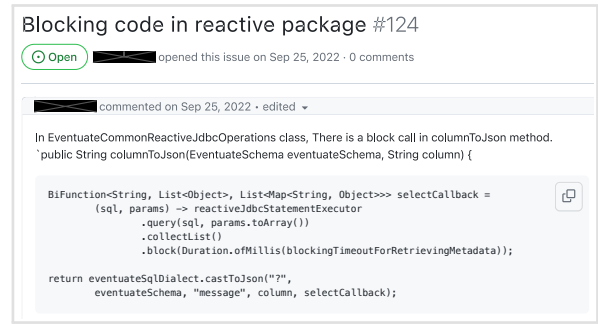 Blocking code in reactive package #124
Open opened this issue on Sep 25, 2022 · 0 comments
commented on Sep 25, 2022 • edited
In EventuateCommonReactiveJdbcOperations class, There is a block call in columnToJson method.
`public String columnToJson(EventuateSchema eventuateSchema, String column) {
BiFunction<String, List<Object>, List<Map<String, Object>>> selectCallback =
(sql, params) -> reactiveJdbcStatementExecutor
.query(sql, params.toArray())
.collectList()
.block(Duration.ofMillis(blockingTimeoutForRetrievingMetadata));
return eventuateSqlDialect.castToJson("?",
eventuateSchema, "message", column, selectCallback);